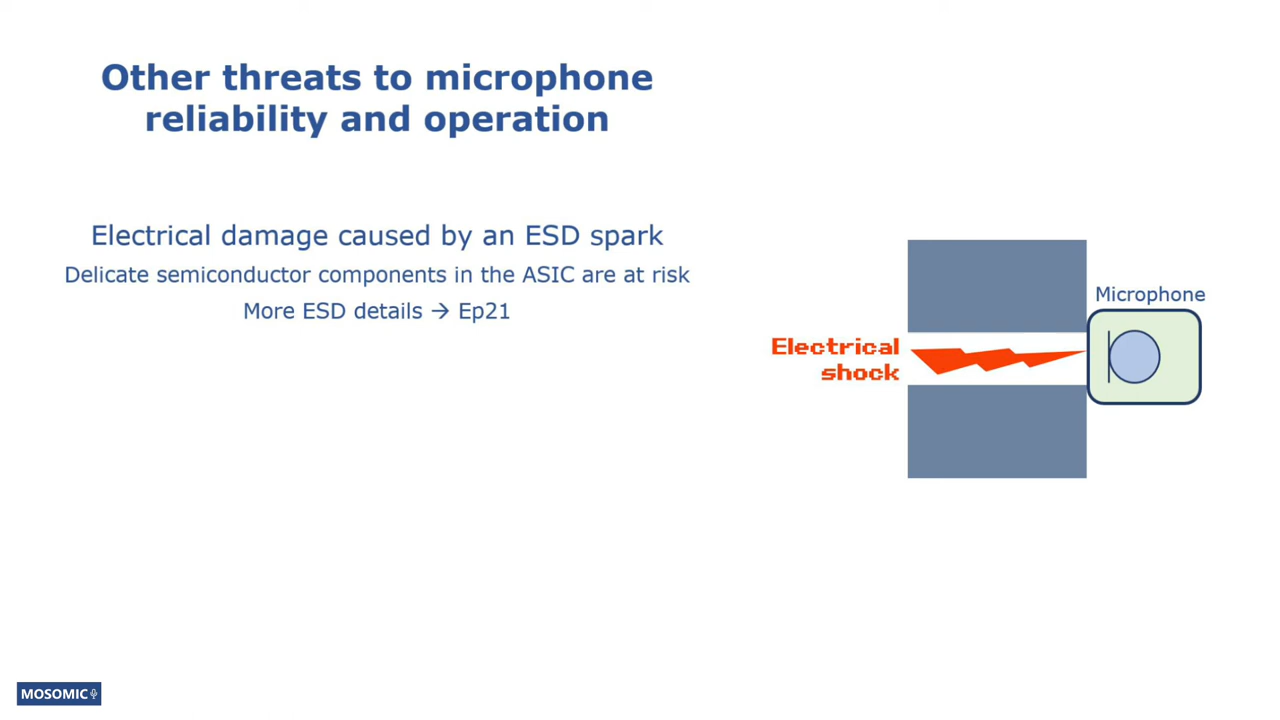 Other threats to microphone
reliability and operation
Electrical damage caused by an ESD spark
Delicate semiconductor components in the ASIC are at risk
More ESD details → Ep21
Microphone
Electrical
shock
MOSOMIC